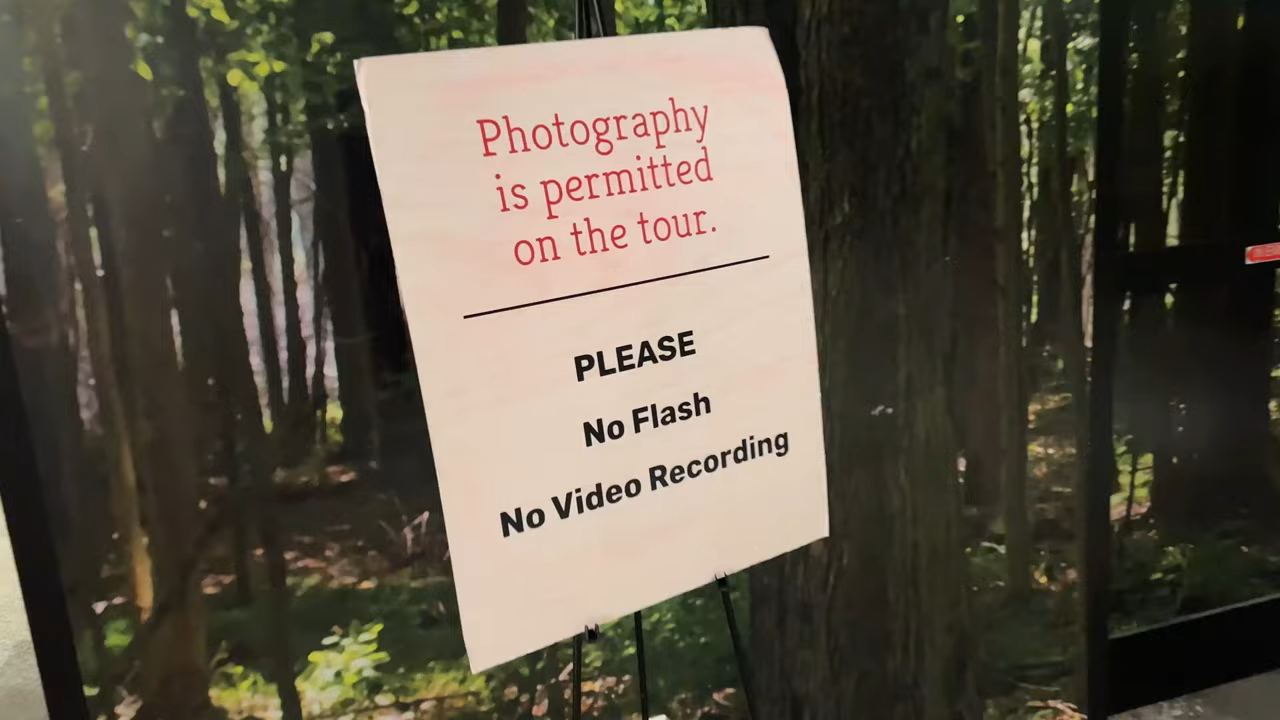 Photography
is permitted
on the tour.
PLEASE
No Flash
No Video Recording